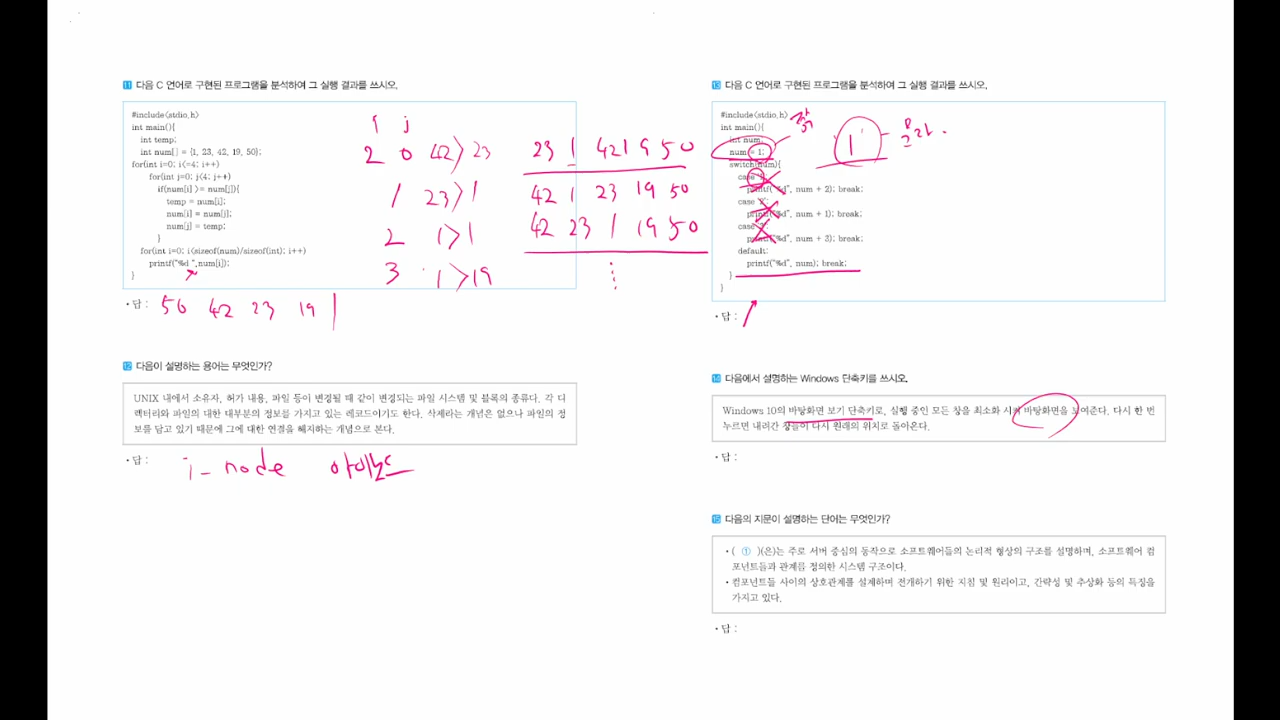 11 다음 C 언어로 구현된 프로그램을 분석하여 그 실행 결과를 쓰시오.
#include<stdio.h>
int main(){
int temp;
int num[] = {1, 23, 42, 19, 50};
for(int i=0; i<=4; i++)
for(int j=0; j<4; j++)
if(num[i] >= num[j]){
temp = num[i];
num[i] = num[j];
num[j] = temp;
}
for(int i=0; i<sizeof(num)/sizeof(int); i++)
printf("%d ",num[i]);
}
i j
2 0 42>23
1 23>1
2 1>1
3 1>19
23 1 42 19 50
42 1 23 19 50
42 23 1 19 50
⋮
• 답 : 50 42 23 19 1
12 다음이 설명하는 용어는 무엇인가?
UNIX 내에서 소유자, 허가 내용, 파일 등이 변경될 때 같이 변경되는 파일 시스템 및 블록의 종류다. 각 디
렉터리와 파일의 대한 대부분의 정보를 가지고 있는 레코드이기도 한다. 삭제라는 개념은 없으나 파일의 정
보를 담고 있기 때문에 그에 대한 연결을 해지하는 개념으로 본다.
• 답 : i-node 아이노드
13 다음 C 언어로 구현된 프로그램을 분석하여 그 실행 결과를 쓰시오.
#include<stdio.h>
int main(){
int num;
num = 1;
switch(num){
case
printf("%d", num + 2); break;
case
printf("%d", num + 1); break;
case
printf("%d", num + 3); break;
default:
printf("%d", num); break;
}
}
1
• 답 : 1
14 다음에서 설명하는 Windows 단축키를 쓰시오.
Windows 10의 바탕화면 보기 단축키로, 실행 중인 모든 창을 최소화 시켜 바탕화면을 보여준다. 다시 한 번
누르면 내려간 창들이 다시 원래의 위치로 돌아온다.
• 답 :
15 다음의 지문이 설명하는 단어는 무엇인가?
• ( ① )(은)는 주로 서버 중심의 동작으로 소프트웨어들의 논리적 형상의 구조를 설명하며, 소프트웨어 컴
포넌트들과 관계를 정의한 시스템 구조이다.
• 컴포넌트들 사이의 상호관계를 설계하며 전개하기 위한 지침 및 원리이고, 간략성 및 추상화 등의 특징을
가지고 있다.
• 답 :